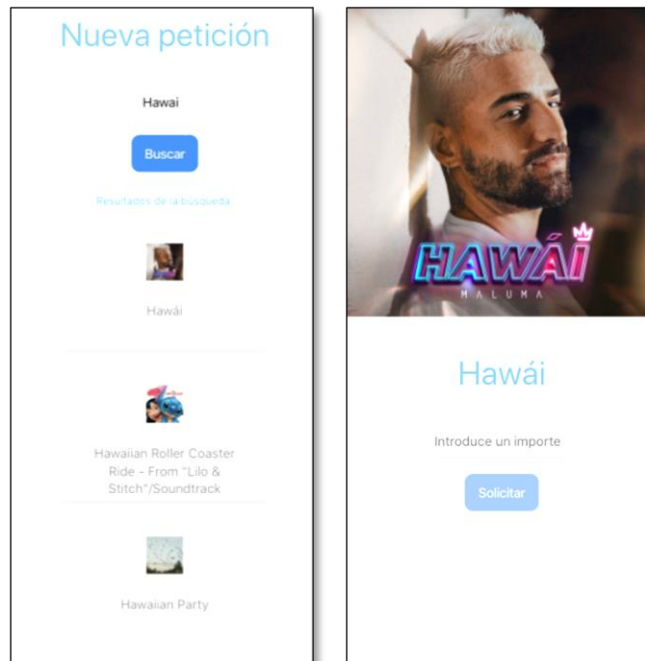 Nueva petición
Hawai
Buscar
Resultados de la búsqueda
Hawái
Hawaiian Roller Coaster
Ride - From "Lilo &
Stitch"/Soundtrack
Hawaiian Party
HAWÁI
MALUMA
Hawái
Introduce un importe
Solicitar